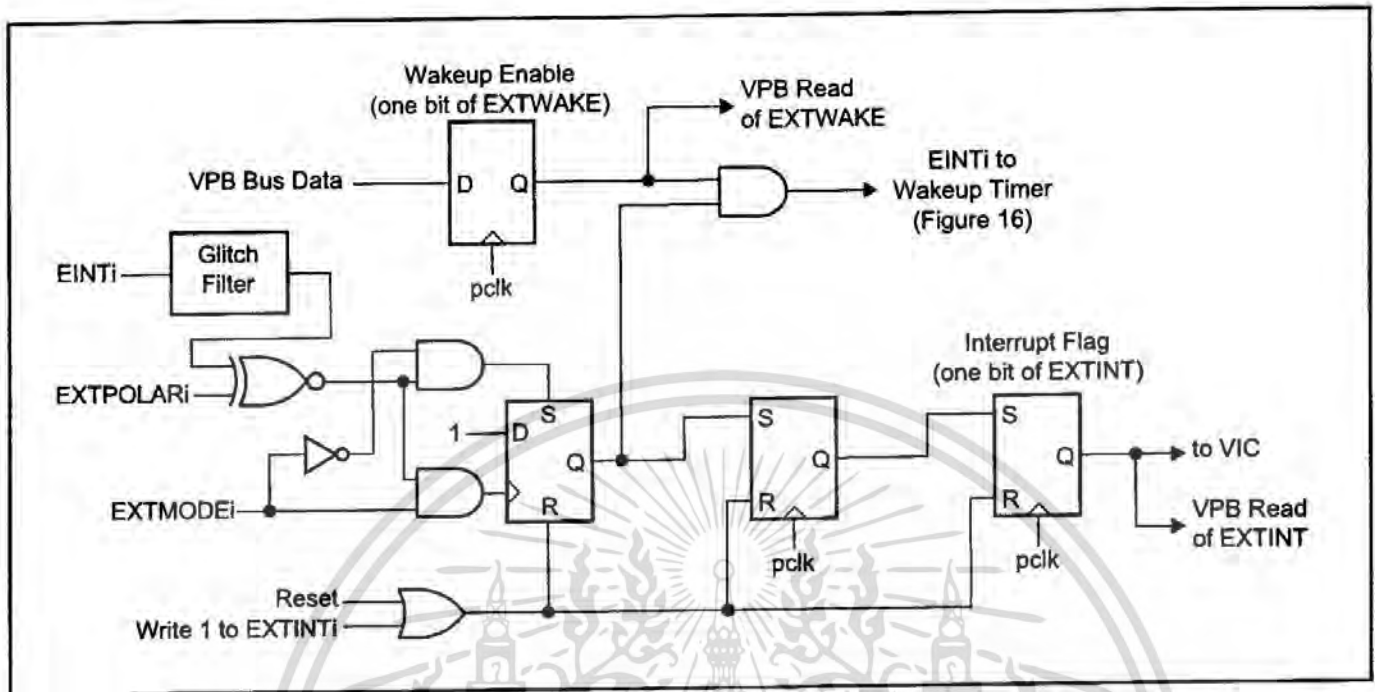 Wakeup Enable
(one bit of EXTWAKE)
VPB Read
of EXTWAKE
VPB Bus Data
D
Q
pclk
EINTi to
Wakeup Timer
(Figure 16)
EINTi
Glitch
Filter
EXTPOLARi
EXTMODEi
1
S
D
Q
R
S
Q
R
pclk
Interrupt Flag
(one bit of EXTINT)
S
Q
R
pclk
to VIC
VPB Read
of EXTINT
Reset
Write 1 to EXTINTi